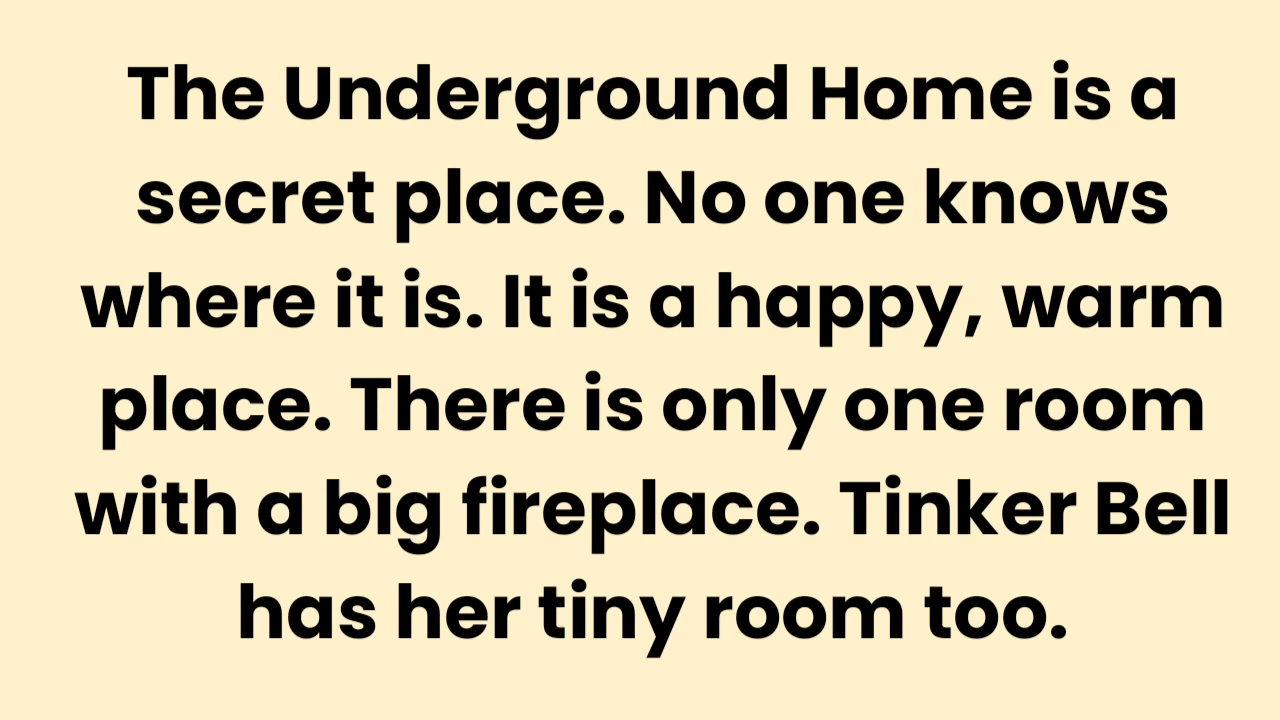 The Underground Home is a
secret place. No one knows
where it is. It is a happy, warm
place. There is only one room
with a big fireplace. Tinker Bell
has her tiny room too.